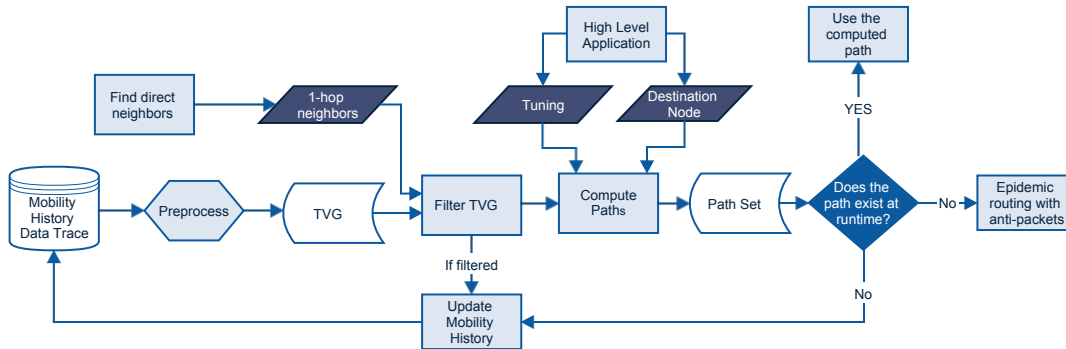 High Level
Application
Use the
computed
path
Find direct
neighbors
1-hop
neighbors
Tuning
Destination
Node
YES
Mobility
History
Data Trace
Preprocess
TVG
Filter TVG
Compute
Paths
Path Set
Does the
path exist at
runtime?
No
Epidemic
routing with
anti-packets
If filtered
No
Update
Mobility
History